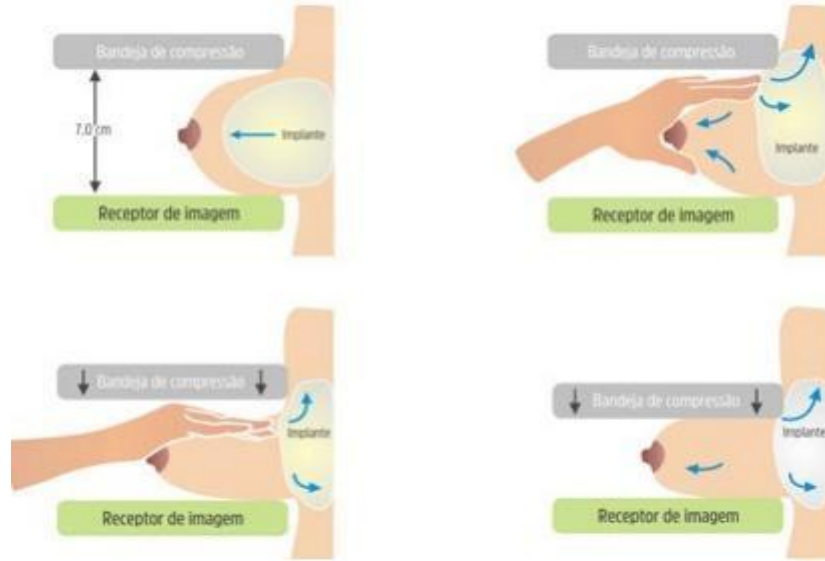 Bandeja de compressão
7.0 cm
Implante
Receptor de imagem
Bandeja de compressão
Implante
Receptor de imagem
Bandeja de compressão
Implante
Receptor de imagem
Bandeja de compressão
Implante
Receptor de imagem